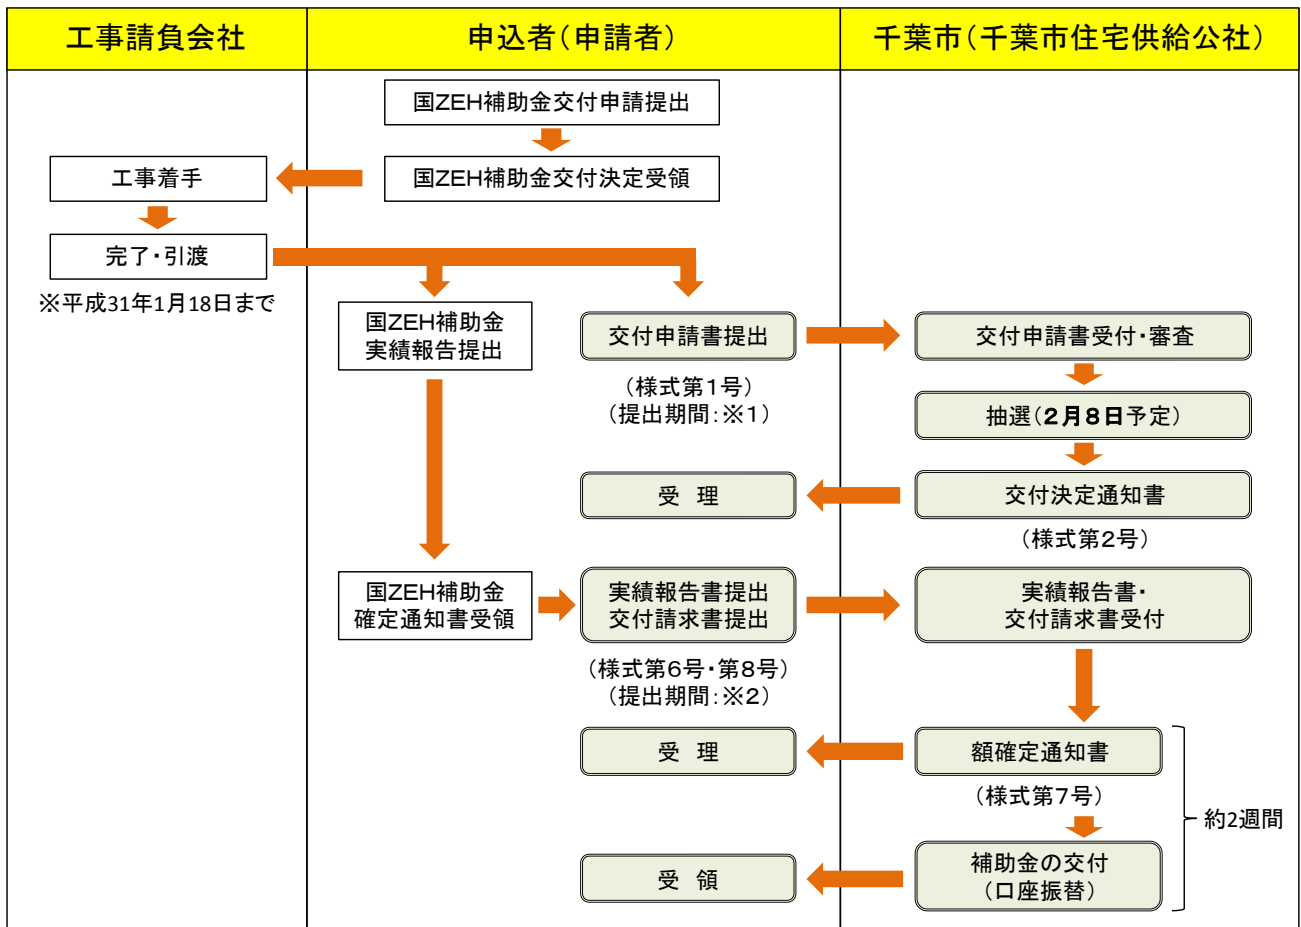 工事請負会社
申込者（申請者）
千葉市（千葉市住宅供給公社）
国ZEH補助金交付申請提出
工事着手
国ZEH補助金交付決定受領
完了・引渡
※平成31年1月18日まで
国ZEH補助金
実績報告提出
交付申請書提出
（様式第１号）
（提出期間：※１）
交付申請書受付・審査
抽選（２月８日予定）
受　理
交付決定通知書
（様式第２号）
国ZEH補助金
確定通知書受領
実績報告書提出
交付請求書提出
（様式第６号・第８号）
（提出期間：※２）
実績報告書・
交付請求書受付
受　理
額確定通知書
（様式第７号）
約2週間
受　領
補助金の交付
（口座振替）